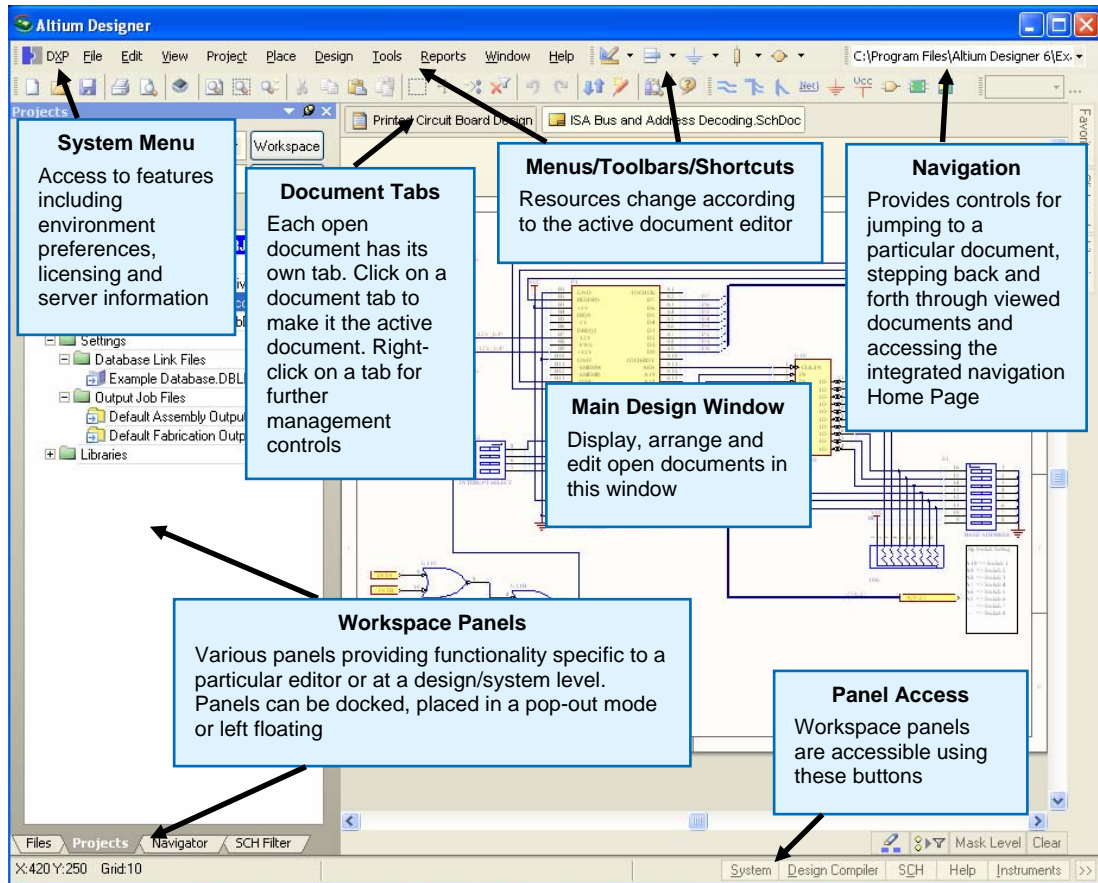 Altium Designer
DXP File Edit View Project Place Design Tools Reports Window Help C:\Program Files\Altium Designer 6\Ex
Net) Vcc
Projects
Printed Circuit Board Design ISA Bus and Address Decoding.SchDoc
Workspace
System Menu
Access to features
including
environment
preferences,
licensing and
server information
Document Tabs
Each open
document has its
own tab. Click on a
document tab to
make it the active
document. Right-
click on a tab for
further
management
controls
Menus/Toolbars/Shortcuts
Resources change according
to the active document editor
Navigation
Provides controls for
jumping to a
particular document,
stepping back and
forth through viewed
documents and
accessing the
integrated navigation
Home Page
Settings
Database Link Files
Example Database.DBLi
Output Job Files
Default Assembly Output
Default Fabrication Outp
Libraries
Main Design Window
Display, arrange and
edit open documents in
this window
Workspace Panels
Various panels providing functionality specific to a
particular editor or at a design/system level.
Panels can be docked, placed in a pop-out mode
or left floating
Panel Access
Workspace panels
are accessible using
these buttons
Files Projects Navigator SCH Filter
Mask Level Clear
X:420 Y:250 Grid:10
System Design Compiler SCH Help Instruments >>